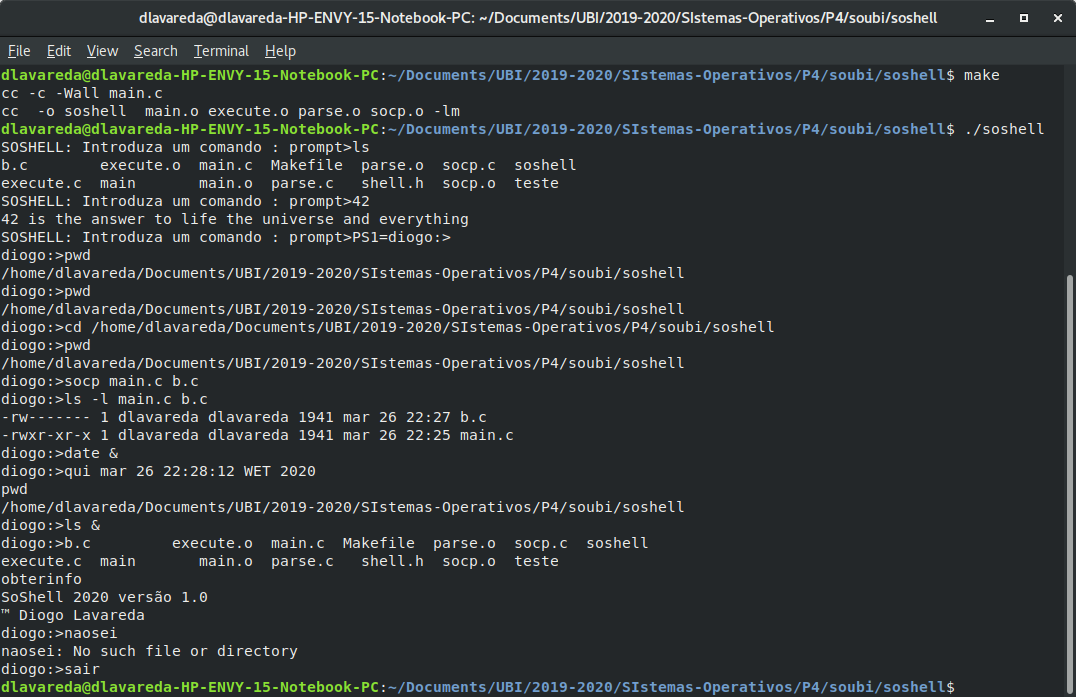 dlavareda@dlavareda-HP-ENVY-15-Notebook-PC: ~/Documents/UBI/2019-2020/SIstemas-Operativos/P4/soubi/soshell
File Edit View Search Terminal Help
dlavareda@dlavareda-HP-ENVY-15-Notebook-PC:~/Documents/UBI/2019-2020/SIstemas-Operativos/P4/soubi/soshell$ make
cc -c -Wall main.c
cc  -o soshell  main.o execute.o parse.o socp.o -lm
dlavareda@dlavareda-HP-ENVY-15-Notebook-PC:~/Documents/UBI/2019-2020/SIstemas-Operativos/P4/soubi/soshell$ ./soshell
SOSHELL: Introduza um comando : prompt>ls
b.c        execute.o  main.c  Makefile  parse.o  socp.c  soshell
execute.c  main       main.o  parse.c   shell.h  socp.o  teste
SOSHELL: Introduza um comando : prompt>42
42 is the answer to life the universe and everything
SOSHELL: Introduza um comando : prompt>PS1=diogo:>
diogo:>pwd
/home/dlavareda/Documents/UBI/2019-2020/SIstemas-Operativos/P4/soubi/soshell
diogo:>pwd
/home/dlavareda/Documents/UBI/2019-2020/SIstemas-Operativos/P4/soubi/soshell
diogo:>cd /home/dlavareda/Documents/UBI/2019-2020/SIstemas-Operativos/P4/soubi/soshell
diogo:>pwd
/home/dlavareda/Documents/UBI/2019-2020/SIstemas-Operativos/P4/soubi/soshell
diogo:>socp main.c b.c
diogo:>ls -l main.c b.c
-rw------- 1 dlavareda dlavareda 1941 mar 26 22:27 b.c
-rwxr-xr-x 1 dlavareda dlavareda 1941 mar 26 22:25 main.c
diogo:>date &
diogo:>qui mar 26 22:28:12 WET 2020
pwd
/home/dlavareda/Documents/UBI/2019-2020/SIstemas-Operativos/P4/soubi/soshell
diogo:>ls &
diogo:>b.c         execute.o  main.c  Makefile  parse.o  socp.c  soshell
execute.c  main       main.o  parse.c   shell.h  socp.o  teste
obterinfo
SoShell 2020 versão 1.0
™ Diogo Lavareda
diogo:>naosei
naosei: No such file or directory
diogo:>sair
dlavareda@dlavareda-HP-ENVY-15-Notebook-PC:~/Documents/UBI/2019-2020/SIstemas-Operativos/P4/soubi/soshell$